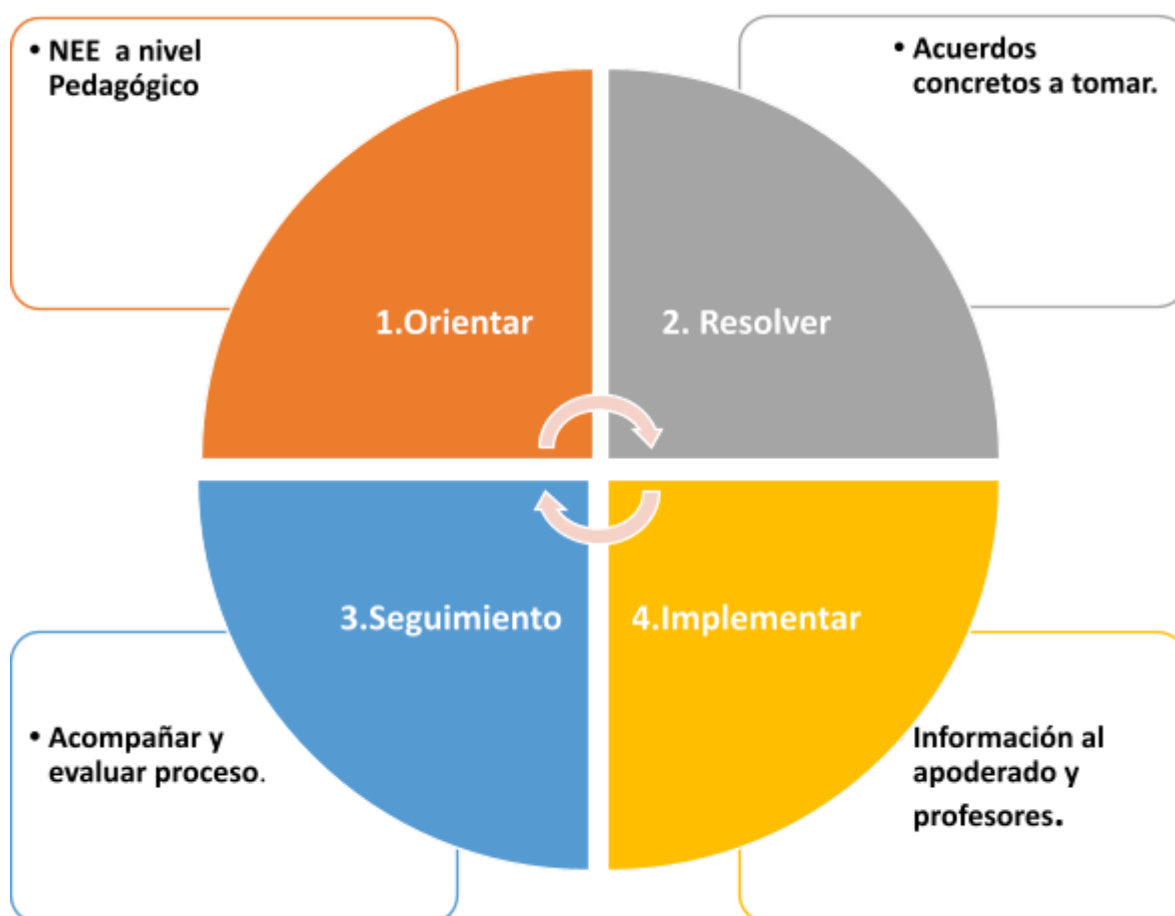 • NEE a nivel
Pedagógico
• Acuerdos
concretos a tomar.
1.Orientar
2. Resolver
3.Seguimiento
4.Implementar
• Acompañar y
evaluar proceso.
Información al
apoderado y
profesores.